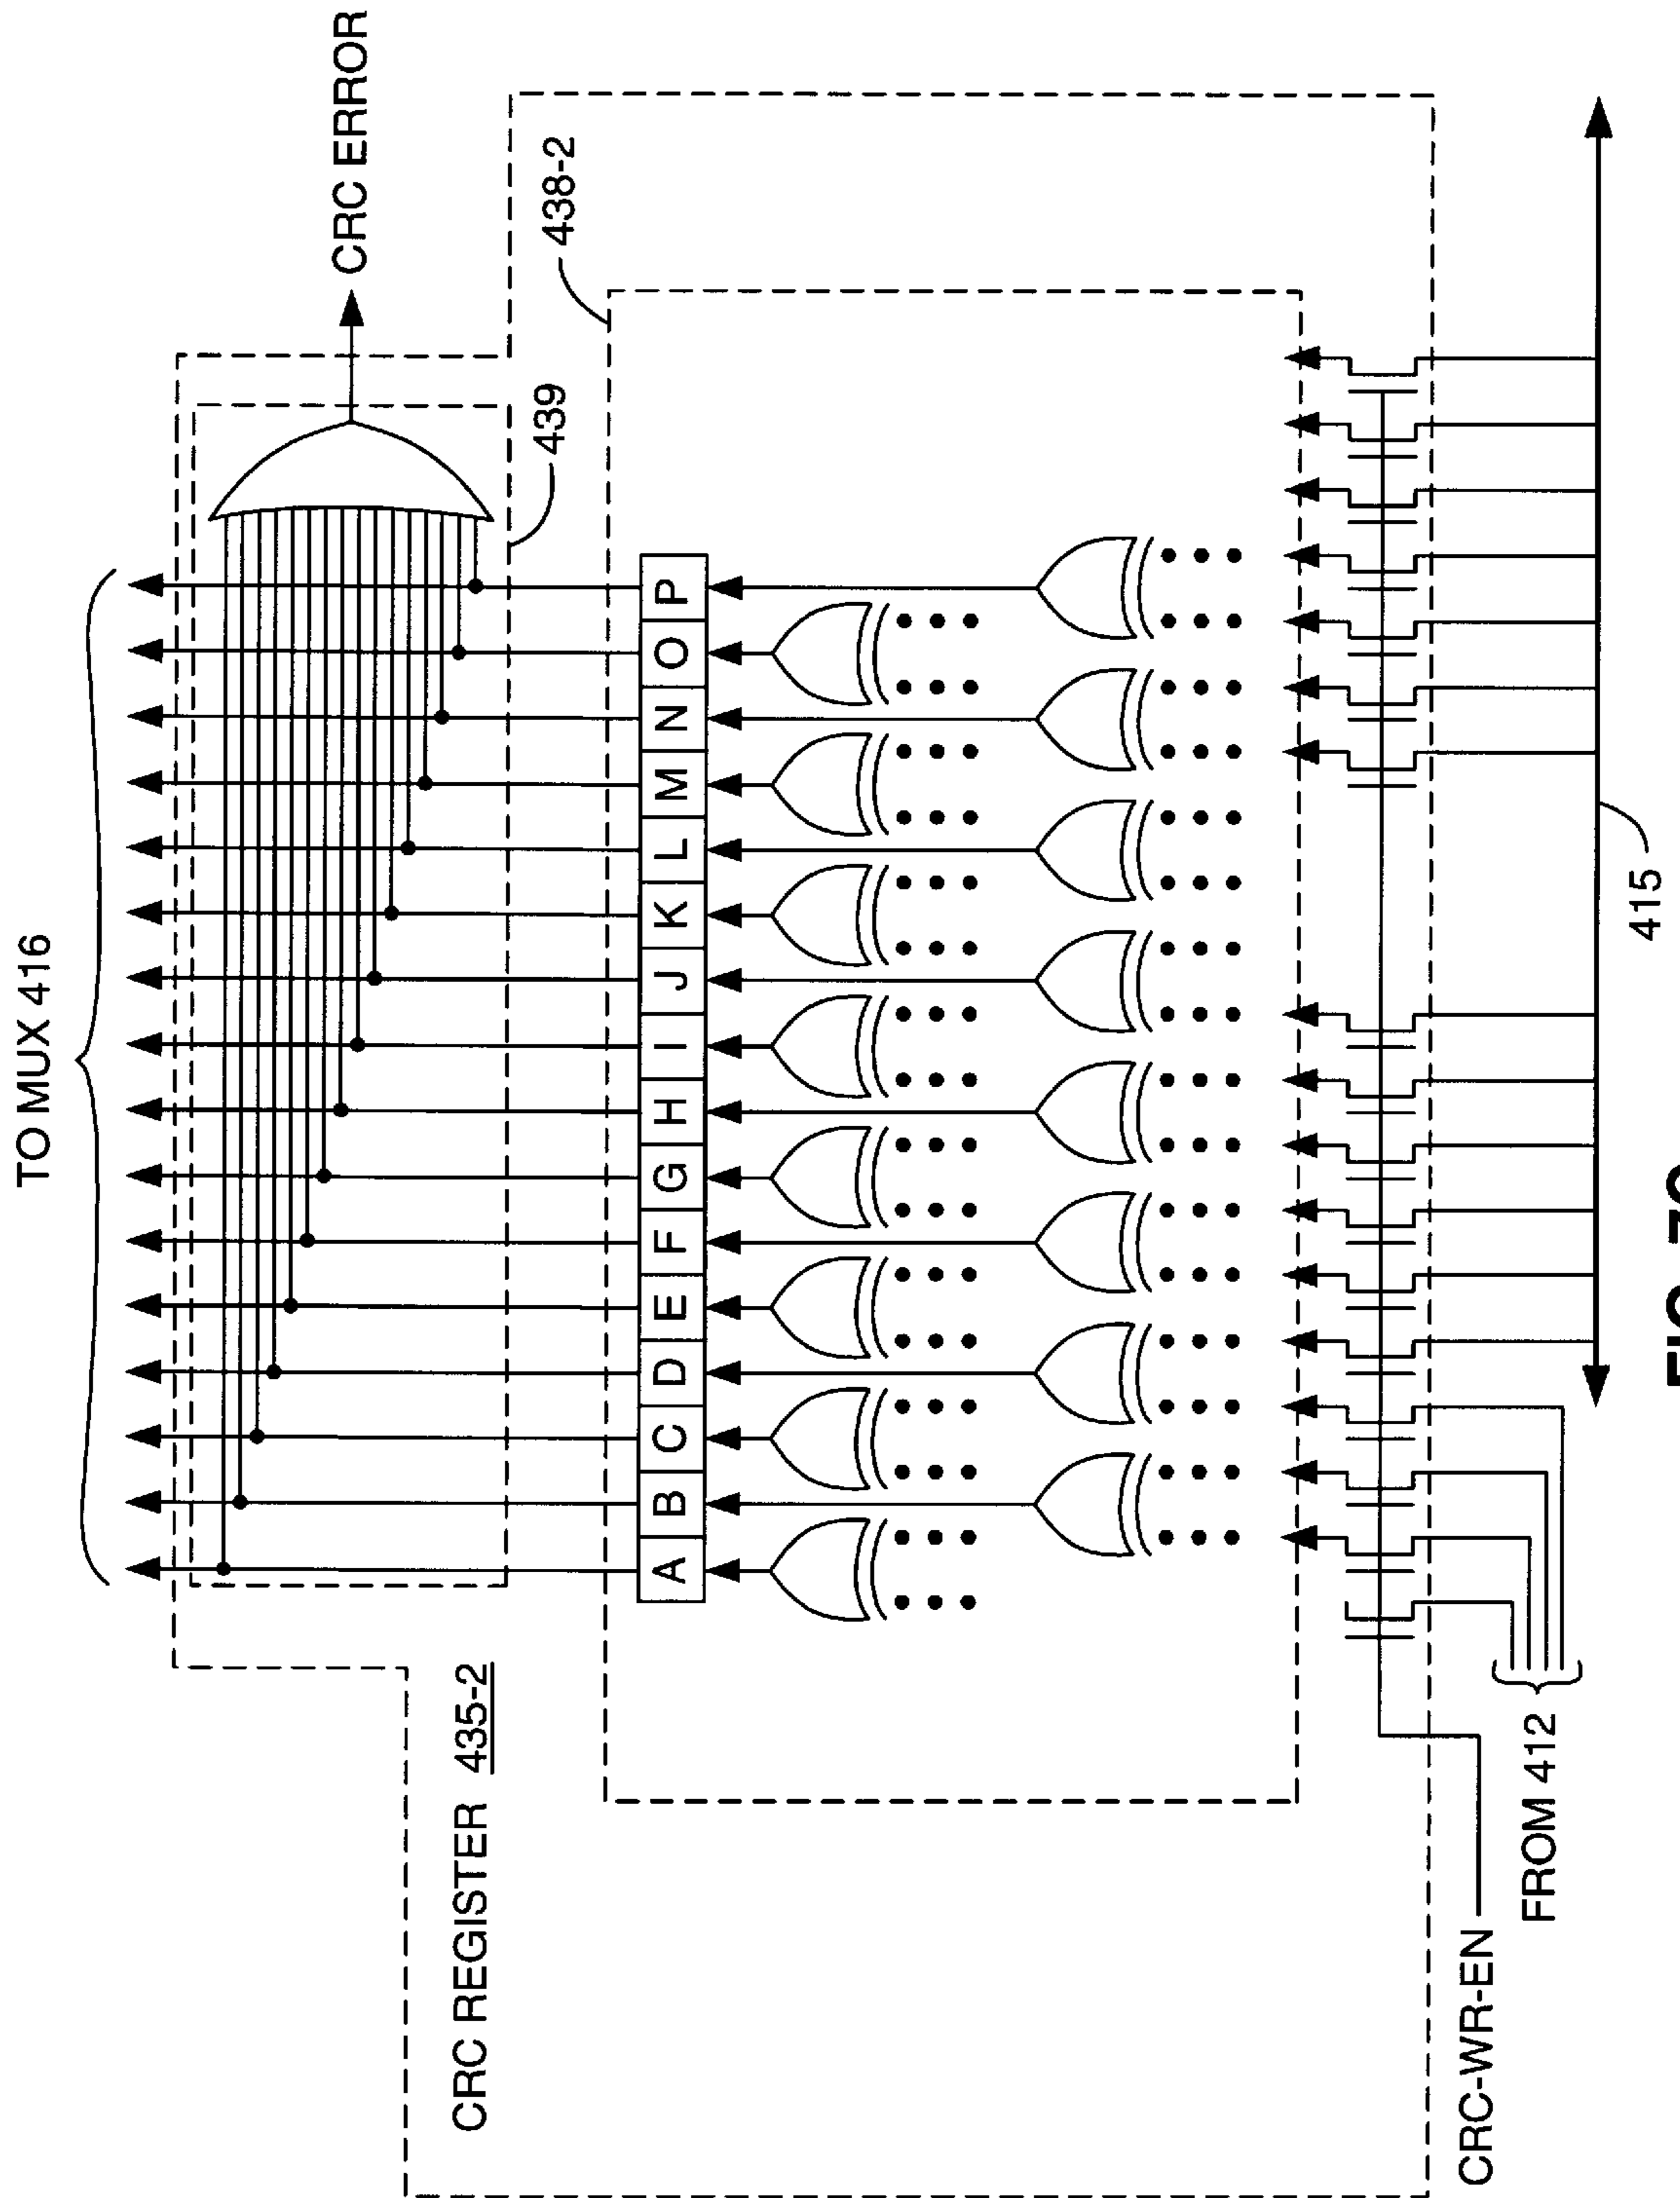 TO MUX 416
CRC ERROR
439
438-2
CRC REGISTER 435-2
A B C D E F G H I J K L M N O P
CRC-WR-EN
FROM 412
415